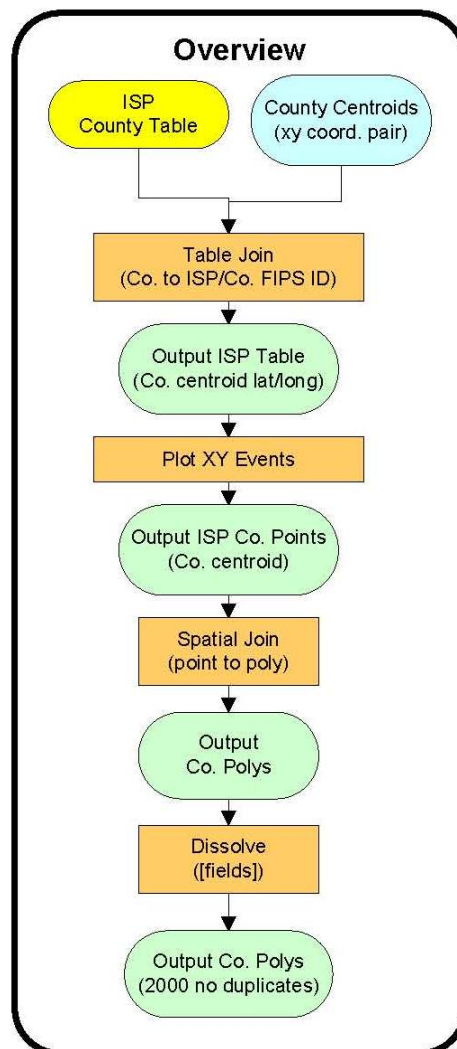 Overview
ISP
County Table
County Centroids
(xy coord. pair)
Table Join
(Co. to ISP/Co. FIPS ID)
Output ISP Table
(Co. centroid lat/long)
Plot XY Events
Output ISP Co. Points
(Co. centroid)
Spatial Join
(point to poly)
Output
Co. Polys
Dissolve
([fields])
Output Co. Polys
(2000 no duplicates)